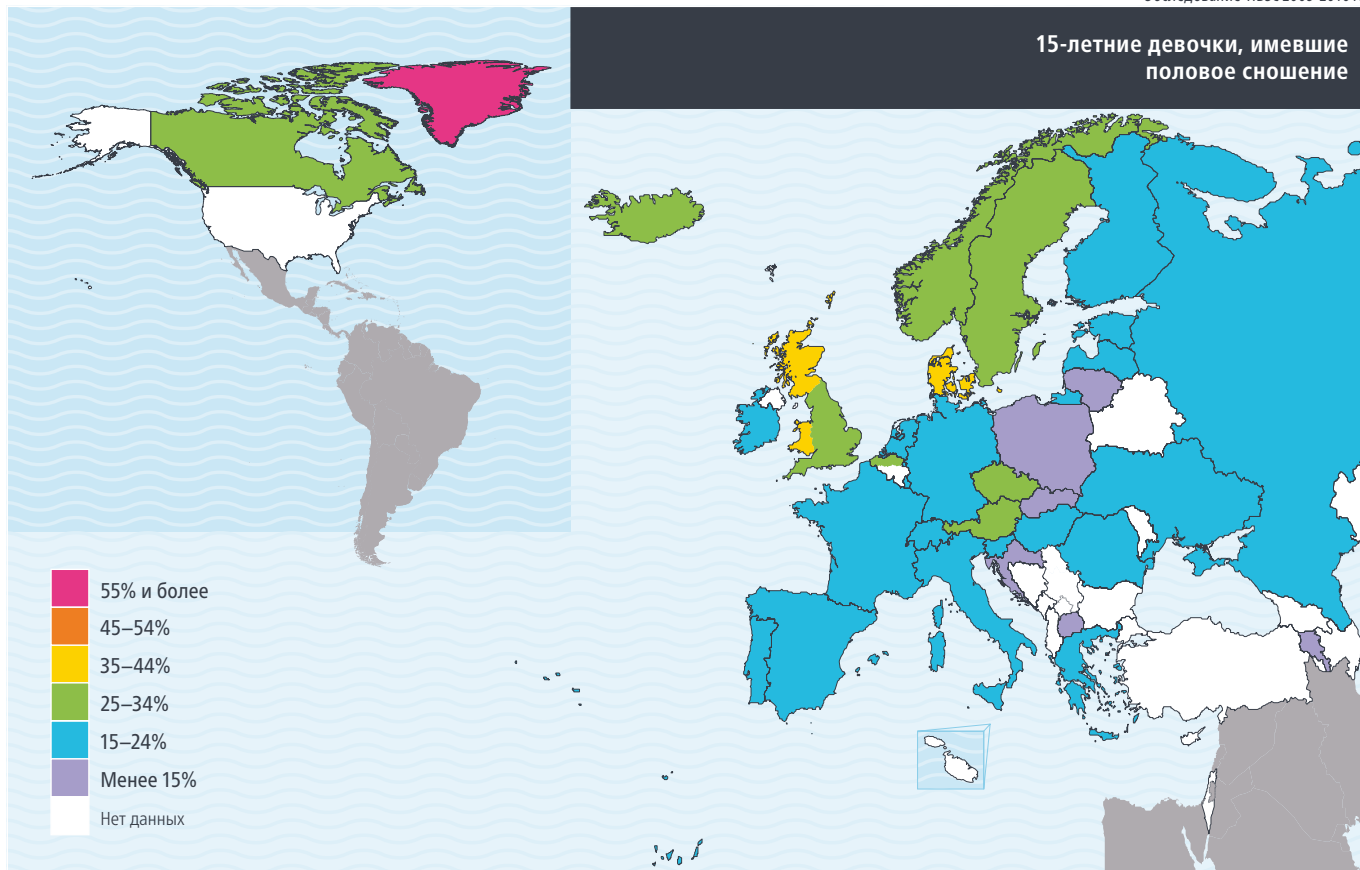 15-летние девочки, имевшие
половое сношение
55% и более
45–54%
35–44%
25–34%
15–24%
Менее 15%
Нет данных